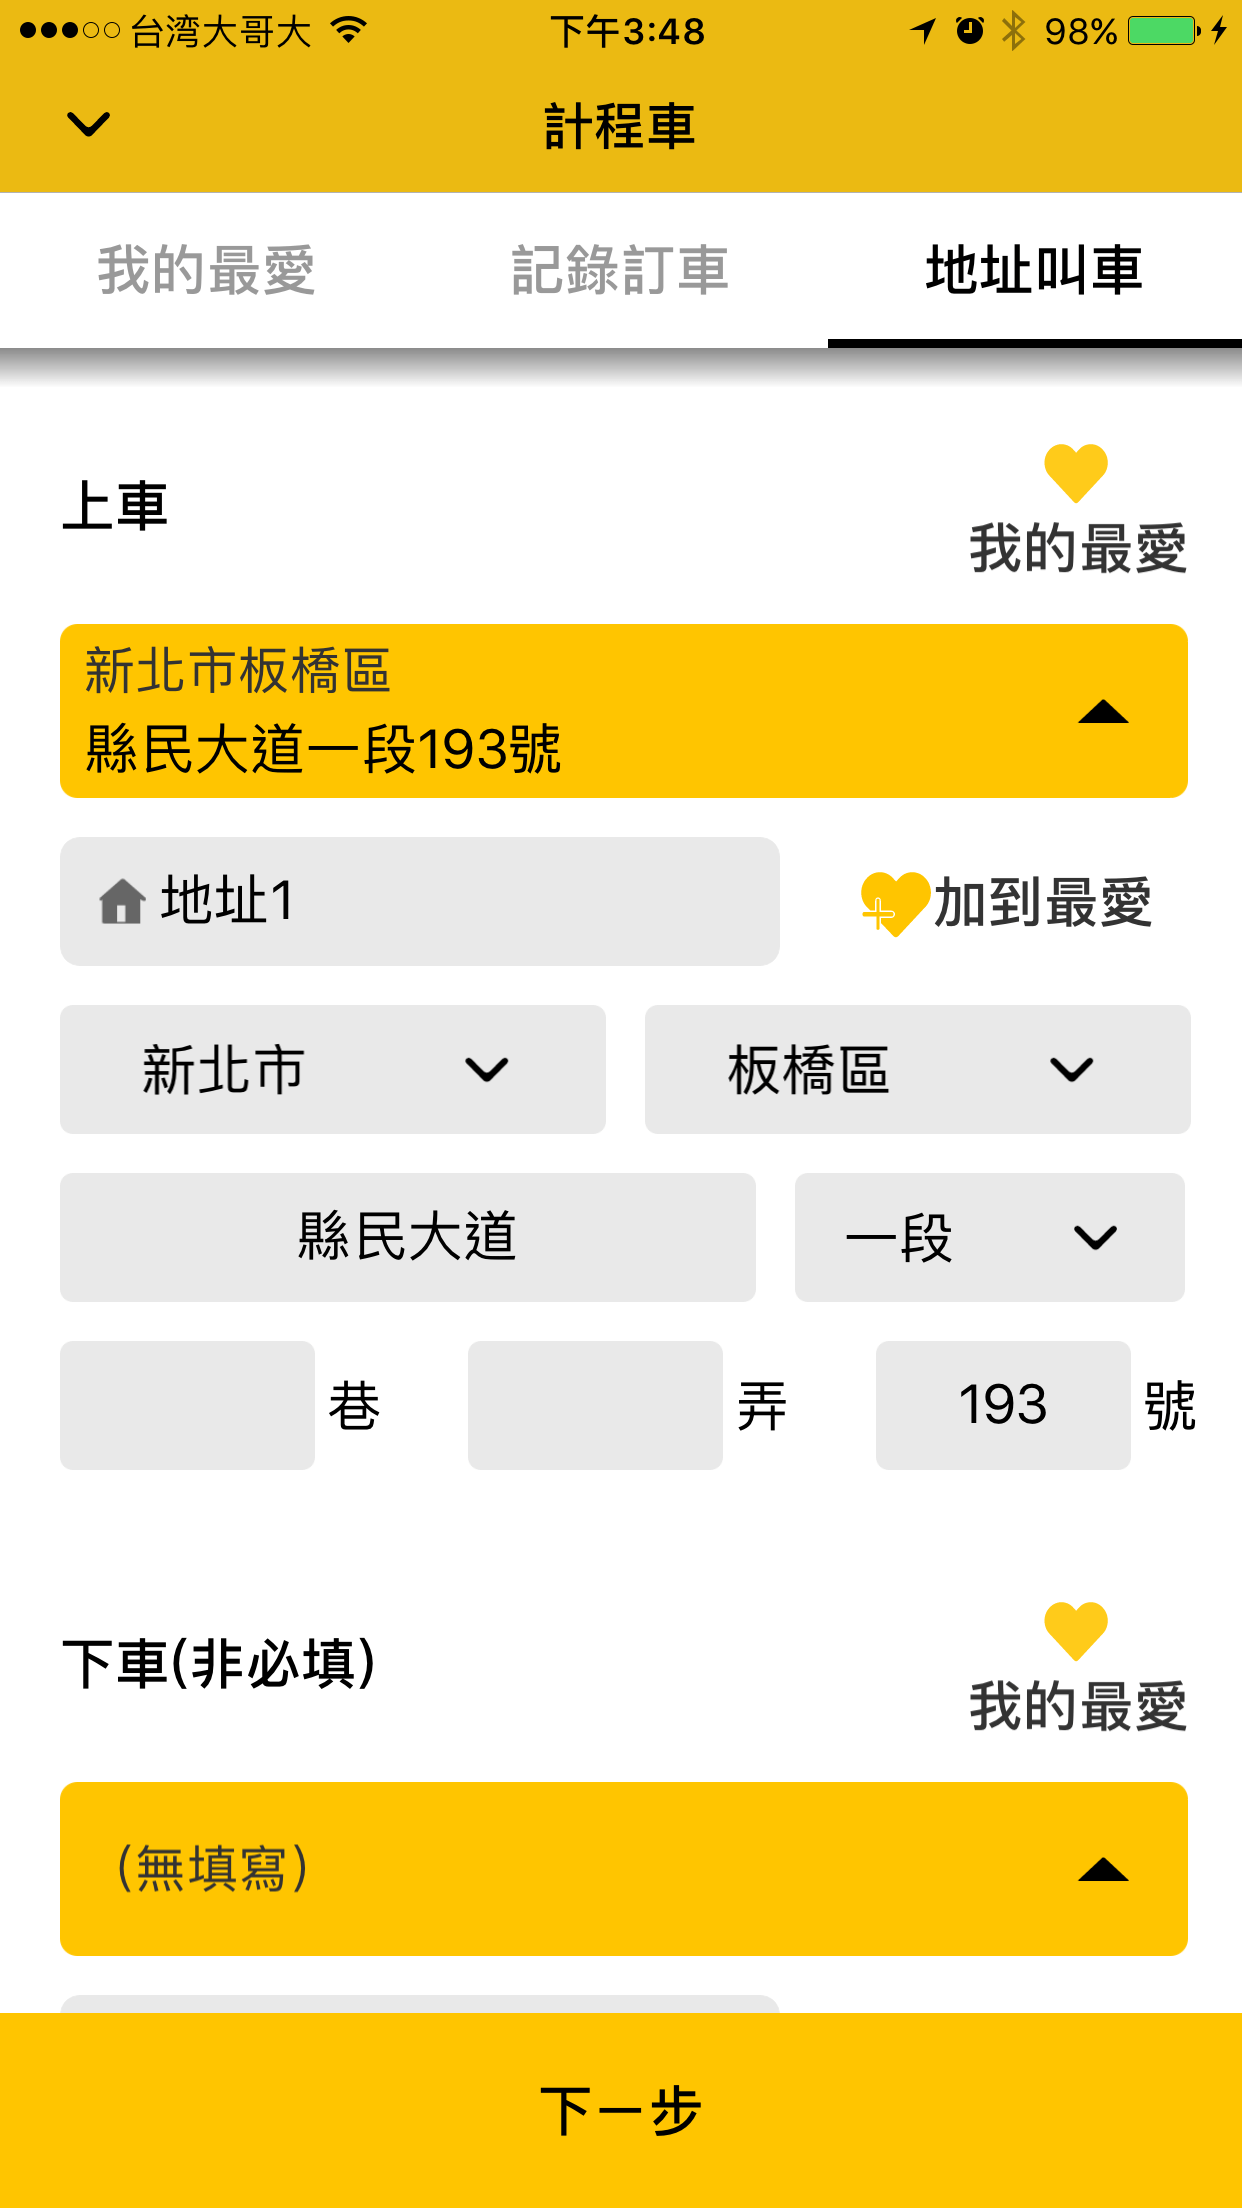 台湾大哥大 下午3:48 98%
計程車
我的最愛 記錄訂車 地址叫車
上車
我的最愛
新北市板橋區
縣民大道一段193號
地址1 加到最愛
新北市 板橋區
縣民大道 一段
巷 弄 193 號
下車(非必填)
我的最愛
(無填寫)
下一步